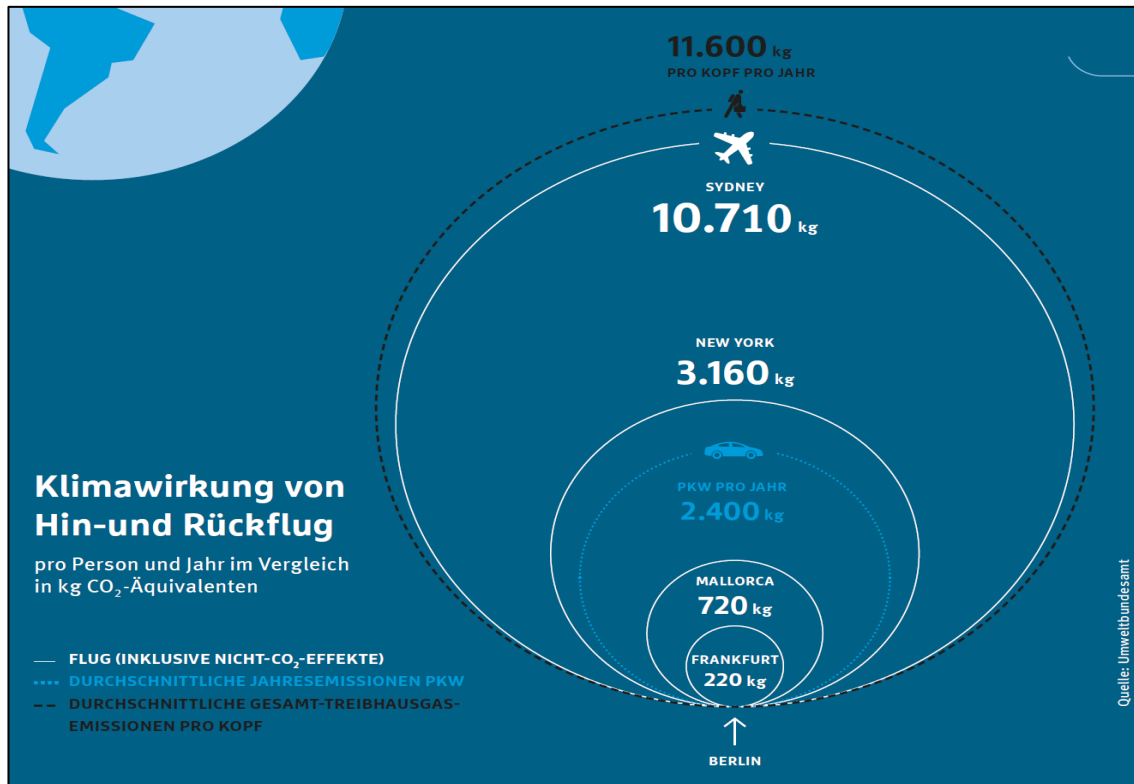 11.600 kg
PRO KOPF PRO JAHR
SYDNEY
10.710 kg
NEW YORK
3.160 kg
PKW PRO JAHR
2.400 kg
MALLORCA
720 kg
FRANKFURT
220 kg
BERLIN
Klimawirkung von
Hin-und Rückflug
pro Person und Jahr im Vergleich
in kg CO₂-Äquivalenten
FLUG (INKLUSIVE NICHT-CO₂-EFFEKTE)
DURCHSCHNITTLICHE JAHRESEMISSIONEN PKW
DURCHSCHNITTLICHE GESAMT-TREIBHAUSGAS-
EMISSIONEN PRO KOPF
Quelle: Umweltbundesamt